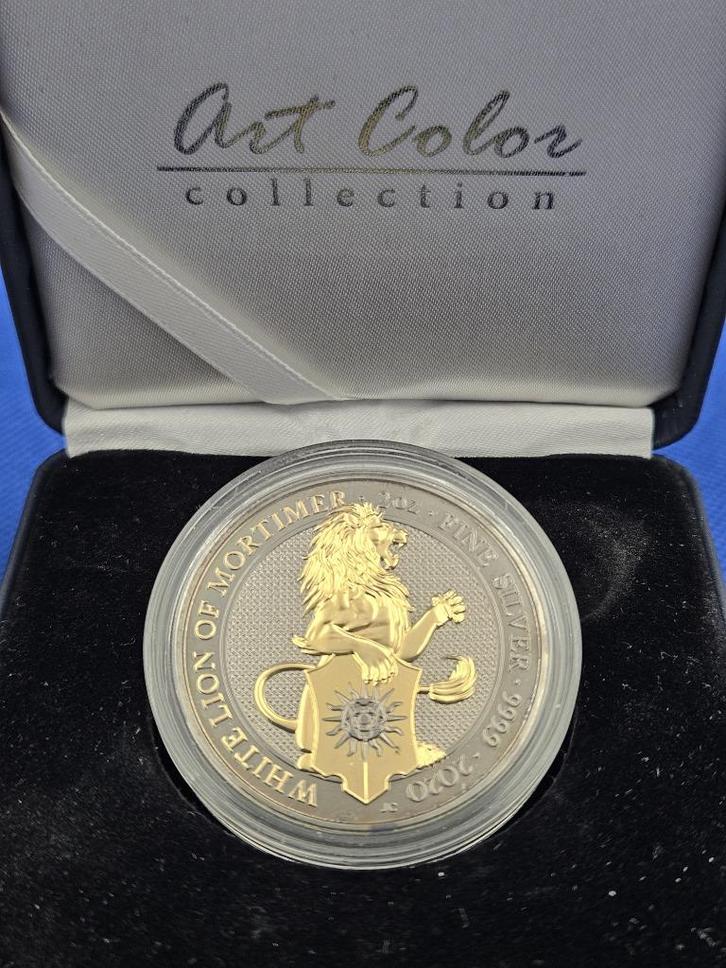 Art Color
collection
WHITE LION OF MORTIMER · 2oz · FINE SILVER · 9999 · 2020